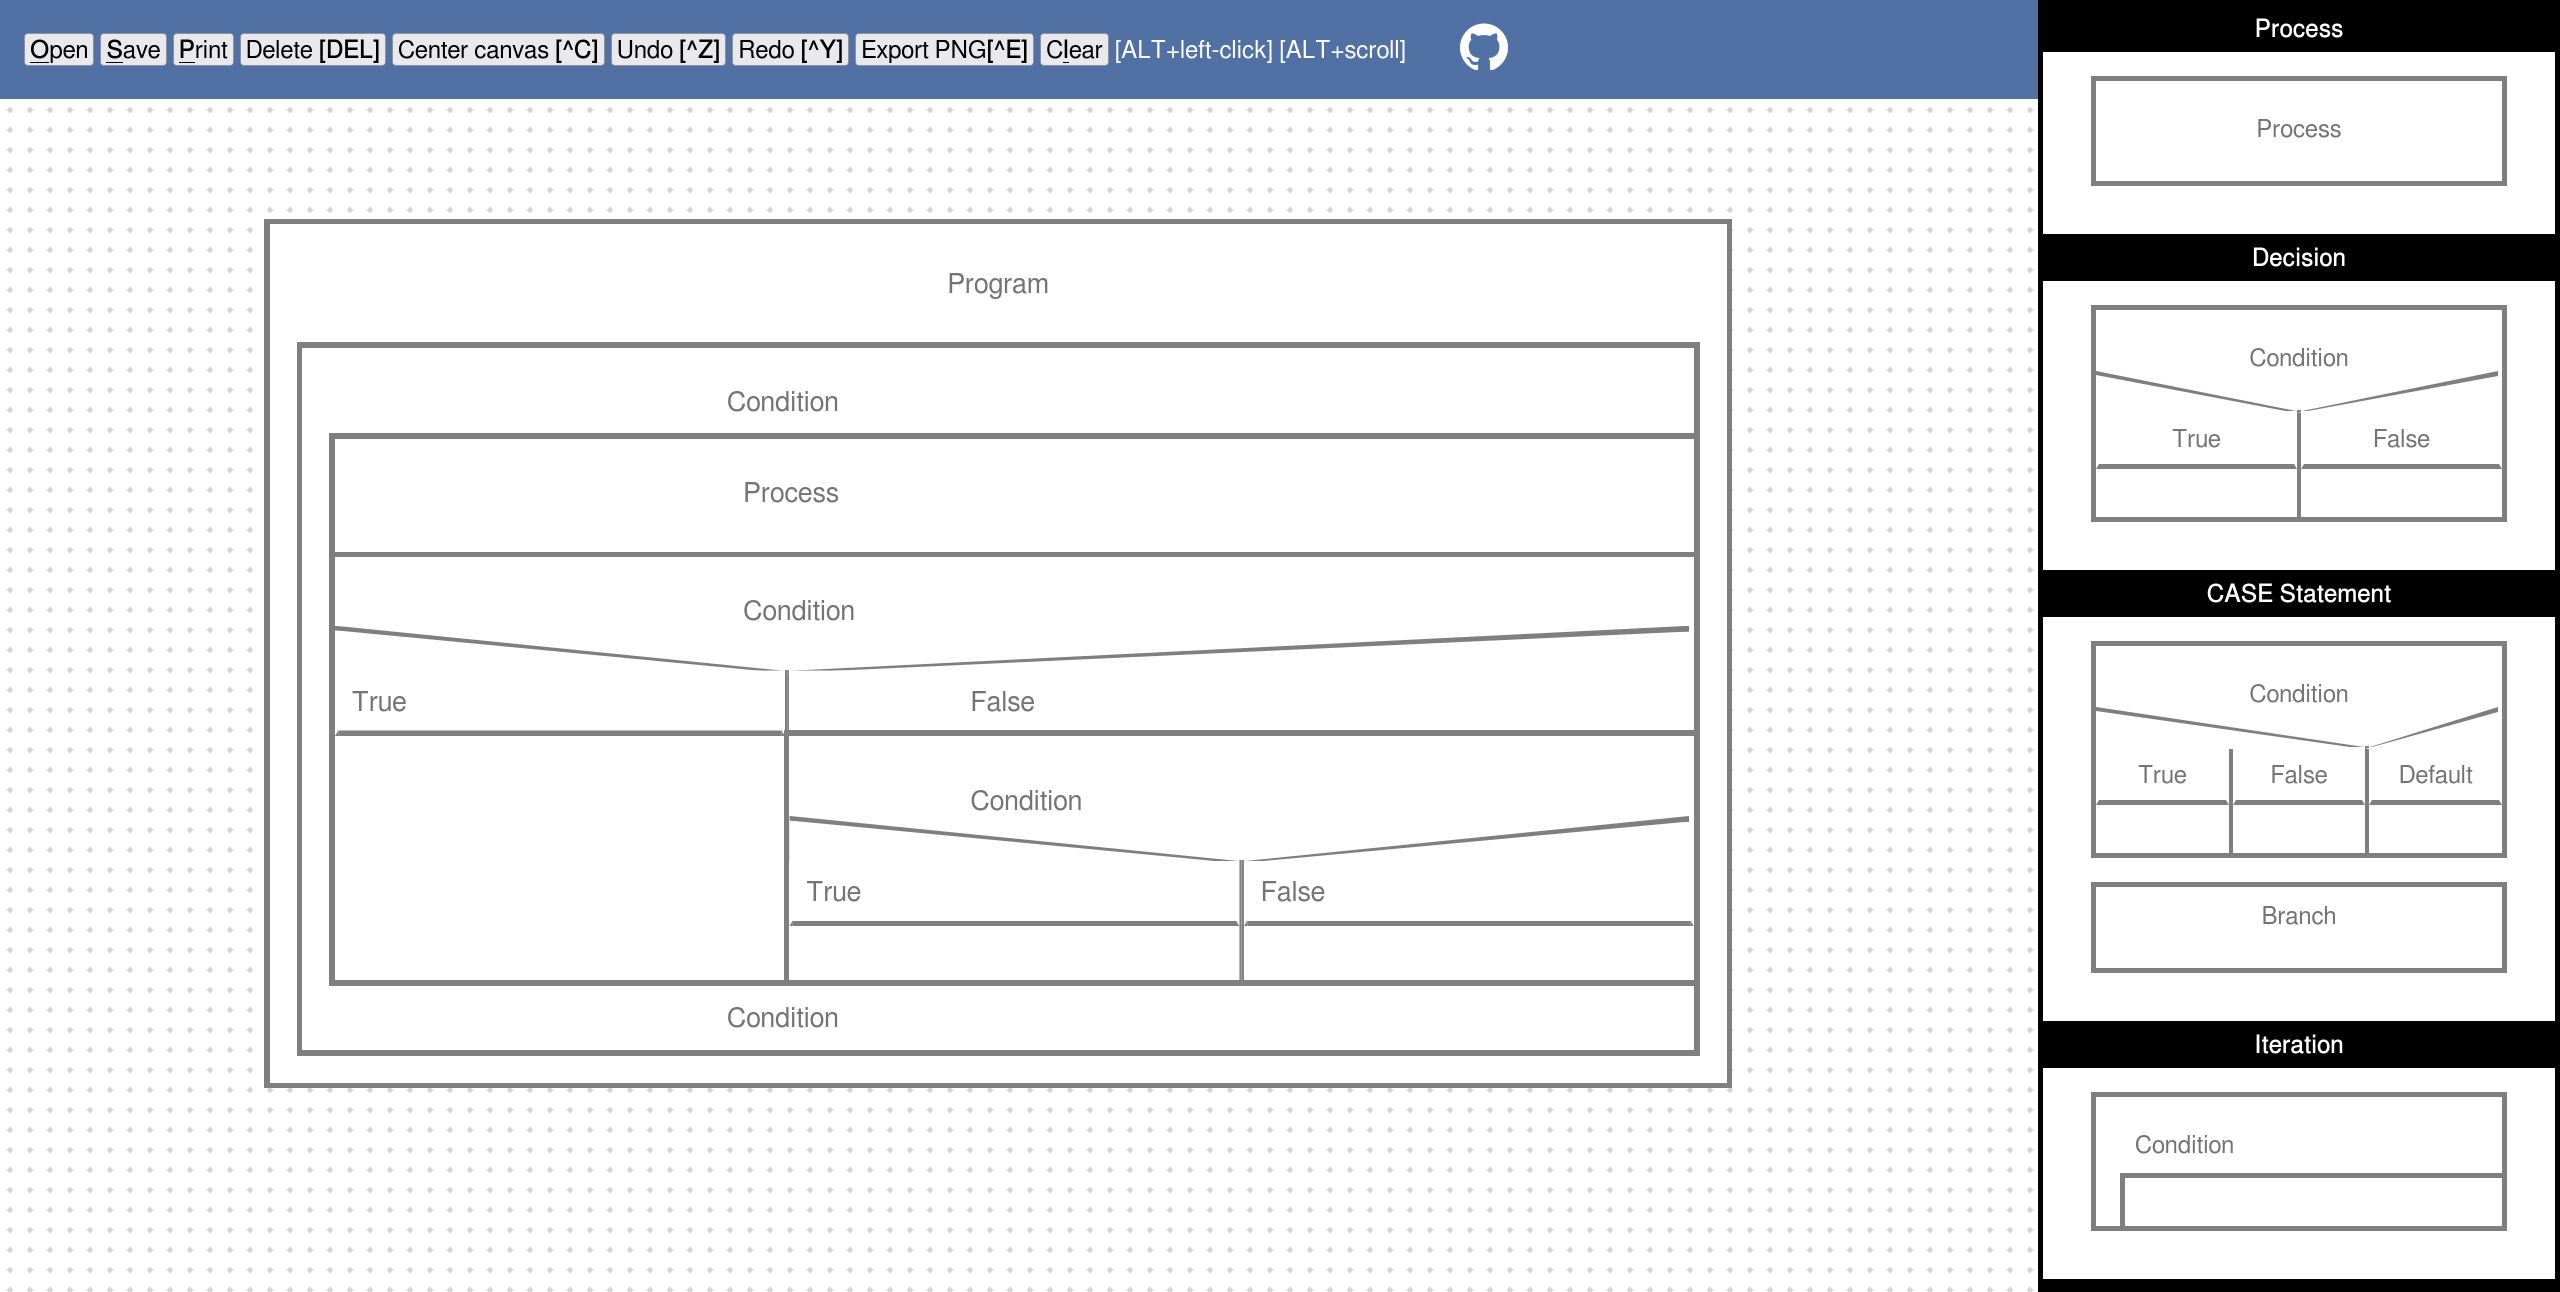 Open Save Print Delete [DEL] Center canvas [^C] Undo [^Z] Redo [^Y] Export PNG[^E] Clear [ALT+left-click] [ALT+scroll]
Program
Condition
Process
Condition
True False
Condition
True False
Condition
Process
Process
Decision
Condition
True False
CASE Statement
Condition
True False Default
Branch
Iteration
Condition